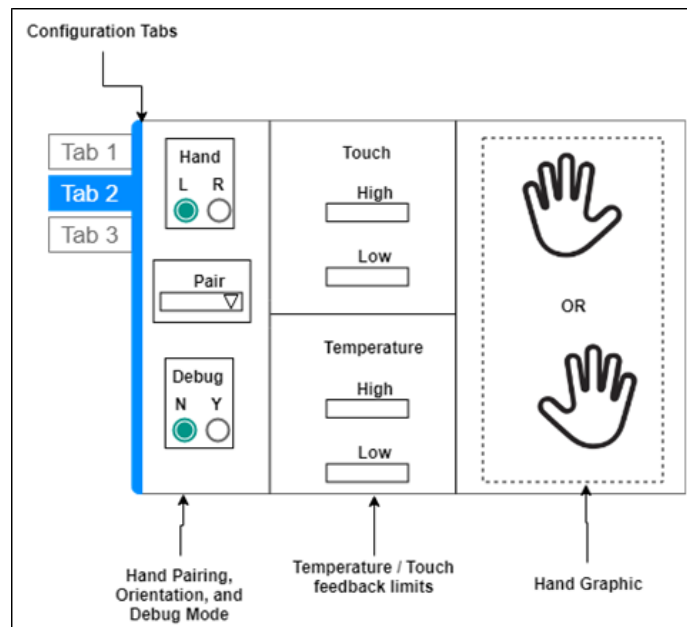 Configuration Tabs
Tab 1
Tab 2
Tab 3
Hand
L R
Pair
Debug
N Y
Touch
High
Low
Temperature
High
Low
OR
Hand Pairing,
Orientation, and
Debug Mode
Temperature / Touch
feedback limits
Hand Graphic